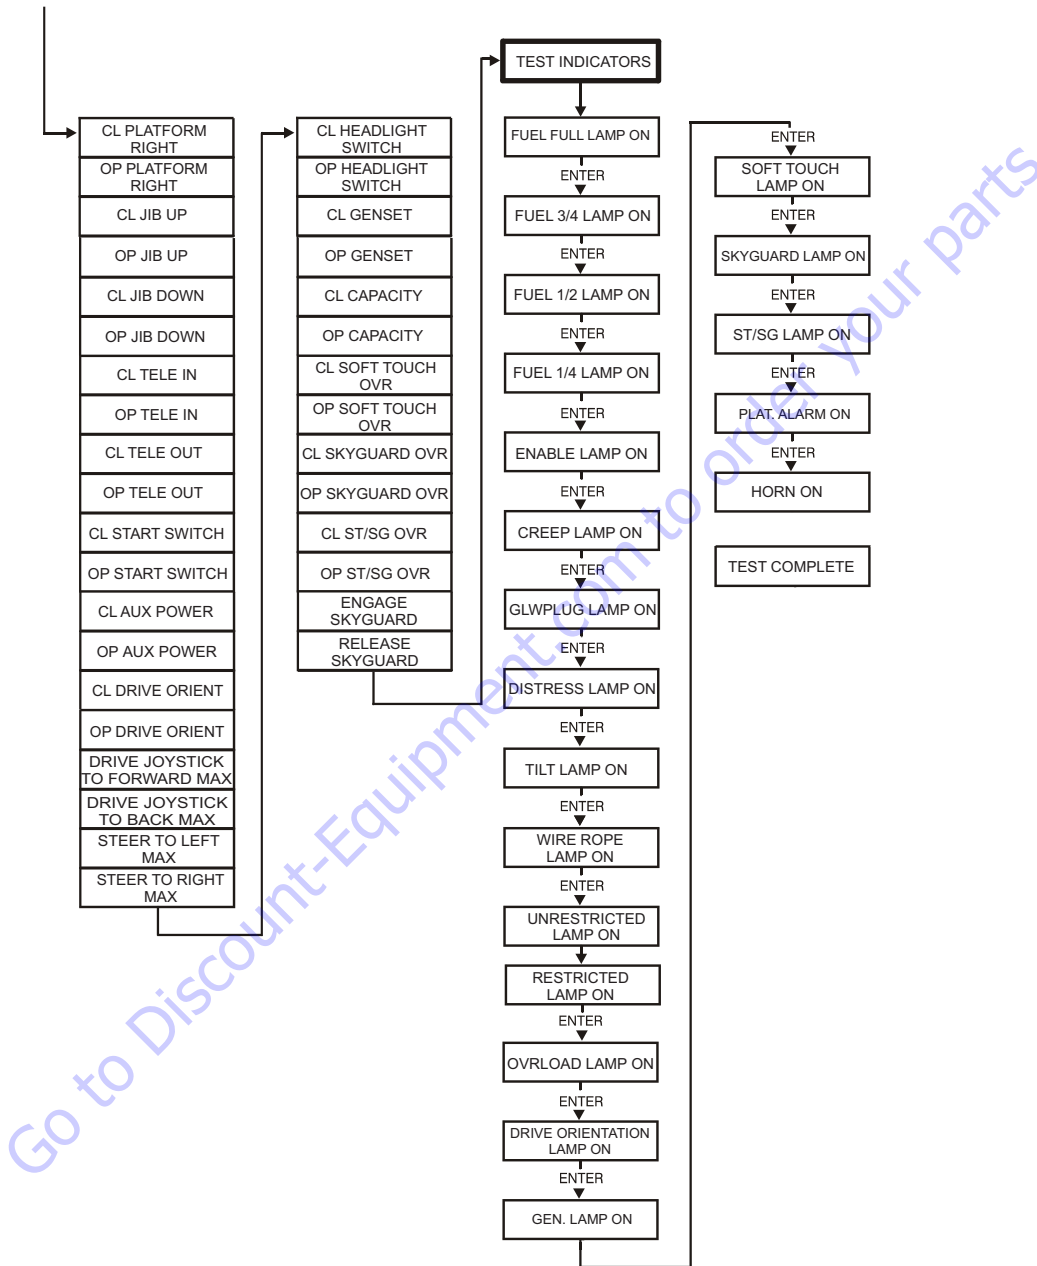 CL PLATFORM
RIGHT
OP PLATFORM
RIGHT
CL JIB UP
OP JIB UP
CL JIB DOWN
OP JIB DOWN
CL TELE IN
OP TELE IN
CL TELE OUT
OP TELE OUT
CL START SWITCH
OP START SWITCH
CL AUX POWER
OP AUX POWER
CL DRIVE ORIENT
OP DRIVE ORIENT
DRIVE JOYSTICK
TO FORWARD MAX
DRIVE JOYSTICK
TO BACK MAX
STEER TO LEFT
MAX
STEER TO RIGHT
MAX
CL HEADLIGHT
SWITCH
OP HEADLIGHT
SWITCH
CL GENSET
OP GENSET
CL CAPACITY
OP CAPACITY
CL SOFT TOUCH
OVR
OP SOFT TOUCH
OVR
CL SKYGUARD OVR
OP SKYGUARD OVR
CL ST/SG OVR
OP ST/SG OVR
ENGAGE
SKYGUARD
RELEASE
SKYGUARD
TEST INDICATORS
FUEL FULL LAMP ON
ENTER
FUEL 3/4 LAMP ON
ENTER
FUEL 1/2 LAMP ON
ENTER
FUEL 1/4 LAMP ON
ENTER
ENABLE LAMP ON
ENTER
CREEP LAMP ON
ENTER
GLWPLUG LAMP ON
ENTER
DISTRESS LAMP ON
ENTER
TILT LAMP ON
ENTER
WIRE ROPE
LAMP ON
ENTER
UNRESTRICTED
LAMP ON
RESTRICTED
LAMP ON
ENTER
OVRLOAD LAMP ON
ENTER
DRIVE ORIENTATION
LAMP ON
ENTER
GEN. LAMP ON
ENTER
SOFT TOUCH
LAMP ON
ENTER
SKYGUARD LAMP ON
ENTER
ST/SG LAMP ON
ENTER
PLAT. ALARM ON
ENTER
HORN ON
TEST COMPLETE
Go to Discount-Equipment.com to order your parts